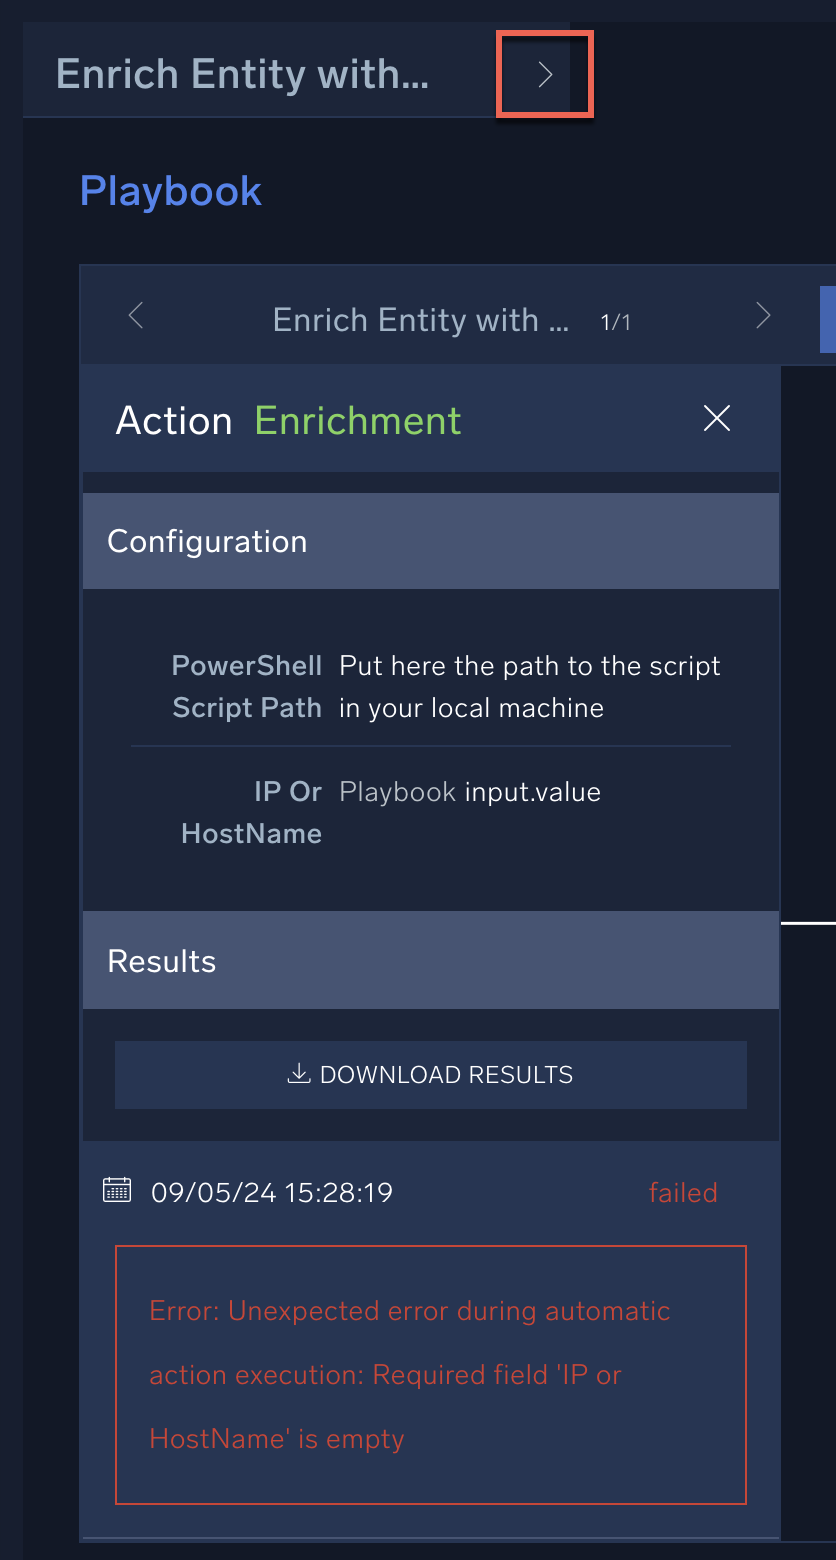 Enrich Entity with...
Playbook
Enrich Entity with ... 1/1
Action Enrichment
Configuration
PowerShell Script Path
Put here the path to the script
in your local machine
IP Or HostName
Playbook input.value
Results
DOWNLOAD RESULTS
09/05/24 15:28:19 failed
Error: Unexpected error during automatic
action execution: Required field 'IP or
HostName' is empty